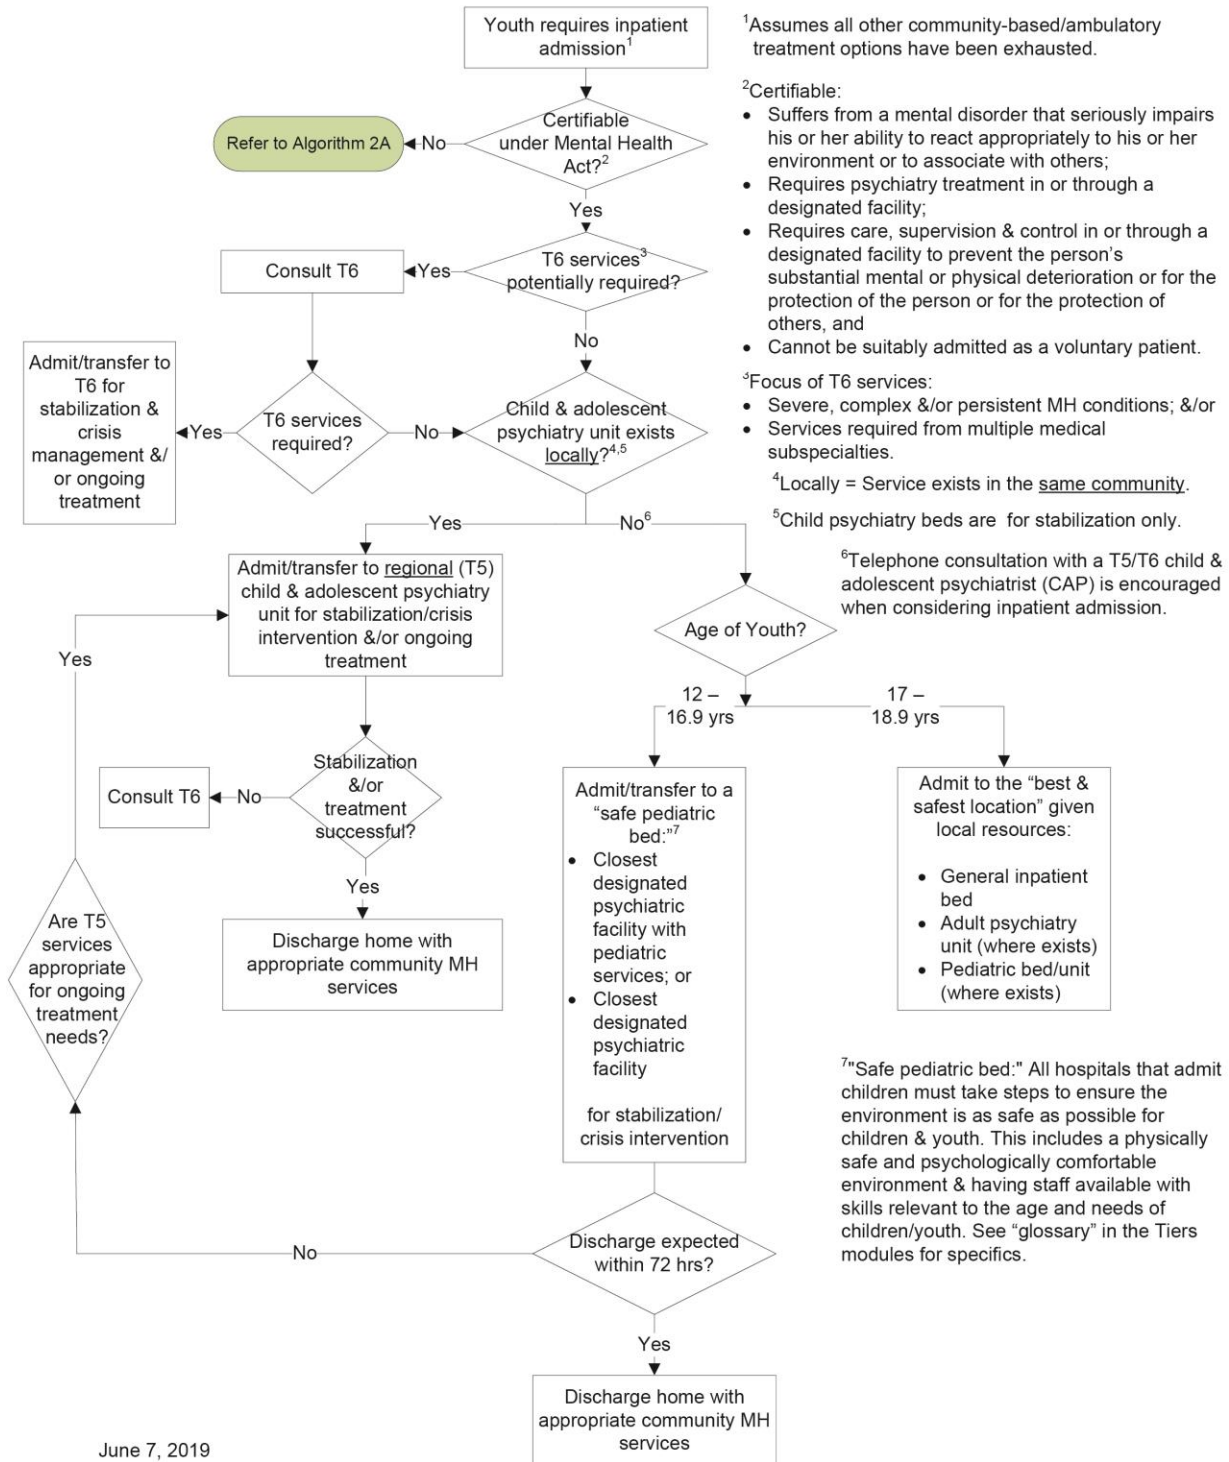 Youth requires inpatient
admission¹
¹Assumes all other community-based/ambulatory
treatment options have been exhausted.
Certifiable
under Mental Health
Act?²
No
Refer to Algorithm 2A
²Certifiable:
• Suffers from a mental disorder that seriously impairs
his or her ability to react appropriately to his or her
environment or to associate with others;
• Requires psychiatry treatment in or through a
designated facility;
• Requires care, supervision & control in or through a
designated facility to prevent the person's
substantial mental or physical deterioration or for the
protection of the person or for the protection of
others, and
• Cannot be suitably admitted as a voluntary patient.
Yes
T6 services³
potentially required?
Yes
Consult T6
No
³Focus of T6 services:
• Severe, complex &/or persistent MH conditions; &/or
• Services required from multiple medical
subspecialties.
⁴Locally = Service exists in the same community.
⁵Child psychiatry beds are for stabilization only.
⁶Telephone consultation with a T5/T6 child &
adolescent psychiatrist (CAP) is encouraged
when considering inpatient admission.
Admit/transfer to
T6 for
stabilization &
crisis
management &/
or ongoing
treatment
Yes
T6 services
required?
No
Child & adolescent
psychiatry unit exists
locally?⁴,⁵
Yes
No⁶
Admit/transfer to regional (T5)
child & adolescent psychiatry
unit for stabilization/crisis
intervention &/or ongoing
treatment
Age of Youth?
Yes
12 –
16.9 yrs
17 –
18.9 yrs
Stabilization
&/or
treatment
successful?
No
Consult T6
Yes
Discharge home with
appropriate community MH
services
Are T5
services
appropriate
for ongoing
treatment
needs?
Admit/transfer to a
“safe pediatric
bed:”⁷
• Closest
designated
psychiatric
facility with
pediatric
services; or
• Closest
designated
psychiatric
facility
for stabilization/
crisis intervention
Admit to the “best &
safest location” given
local resources:
• General inpatient
bed
• Adult psychiatry
unit (where exists)
• Pediatric bed/unit
(where exists)
⁷"Safe pediatric bed:" All hospitals that admit
children must take steps to ensure the
environment is as safe as possible for
children & youth. This includes a physically
safe and psychologically comfortable
environment & having staff available with
skills relevant to the age and needs of
children/youth. See “glossary” in the Tiers
modules for specifics.
Discharge expected
within 72 hrs?
No
Yes
Discharge home with
appropriate community MH
services
June 7, 2019